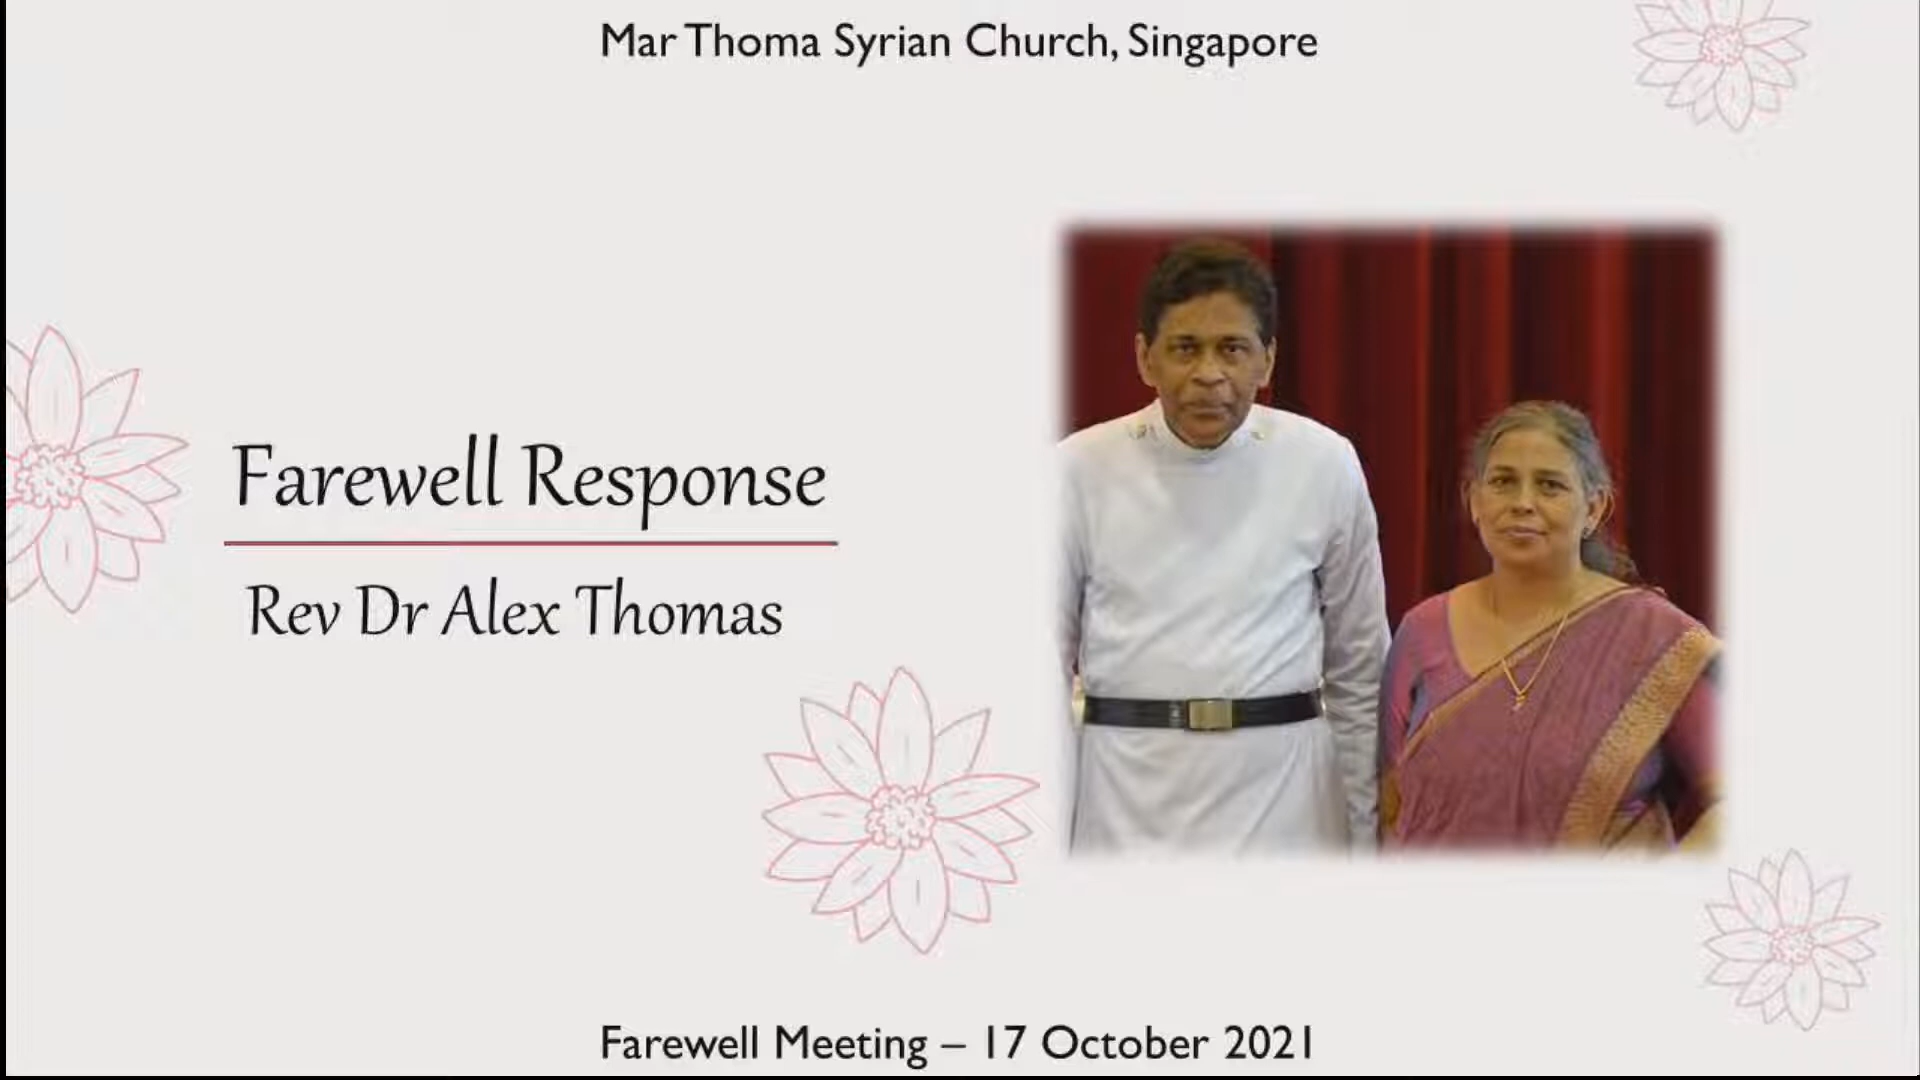 Mar Thoma Syrian Church, Singapore
Farewell Response
Rev Dr Alex Thomas
Farewell Meeting – 17 October 2021